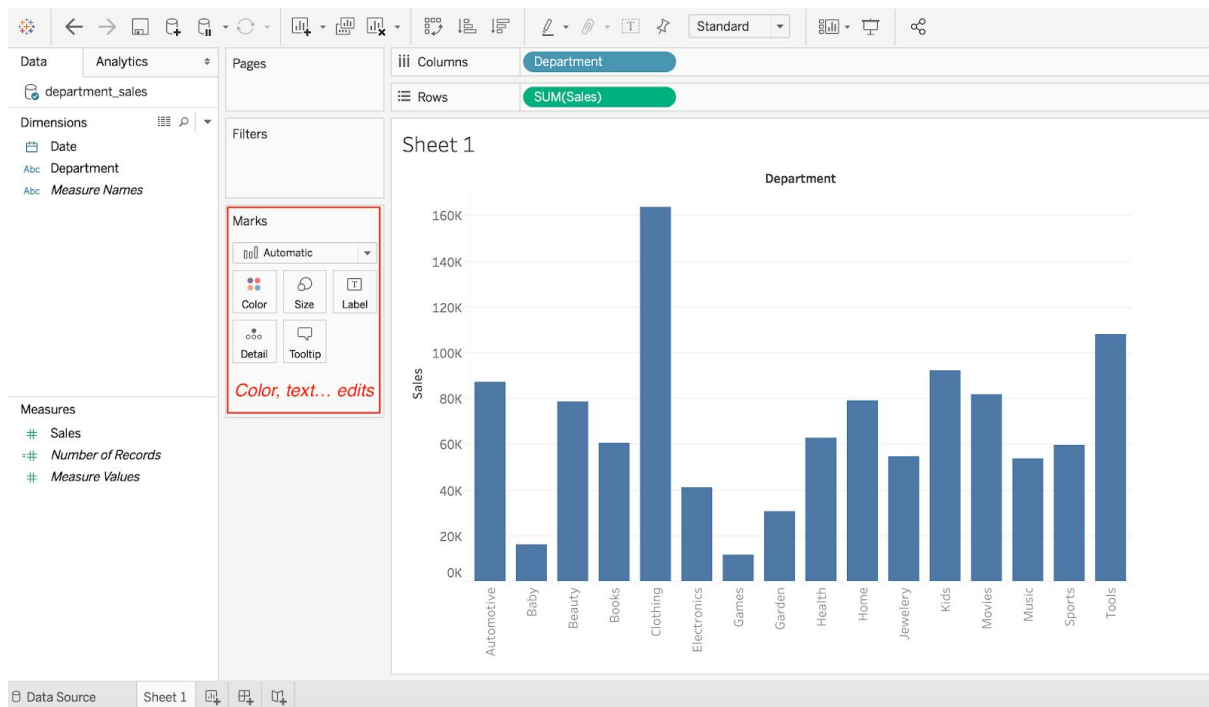 Standard
Data
Analytics
department_sales
Dimensions
Date
Abc Department
Abc Measure Names
Measures
# Sales
=# Number of Records
# Measure Values
Pages
Filters
Marks
Automatic
Color
Size
T
Label
Detail
Tooltip
Color, text... edits
iii Columns
Department
Rows
SUM(Sales)
Sheet 1
Department
Sales
160K
140K
120K
100K
80K
60K
40K
20K
0K
Automotive
Baby
Beauty
Books
Clothing
Electronics
Games
Garden
Health
Home
Jewelery
Kids
Movies
Music
Sports
Tools
Data Source
Sheet 1